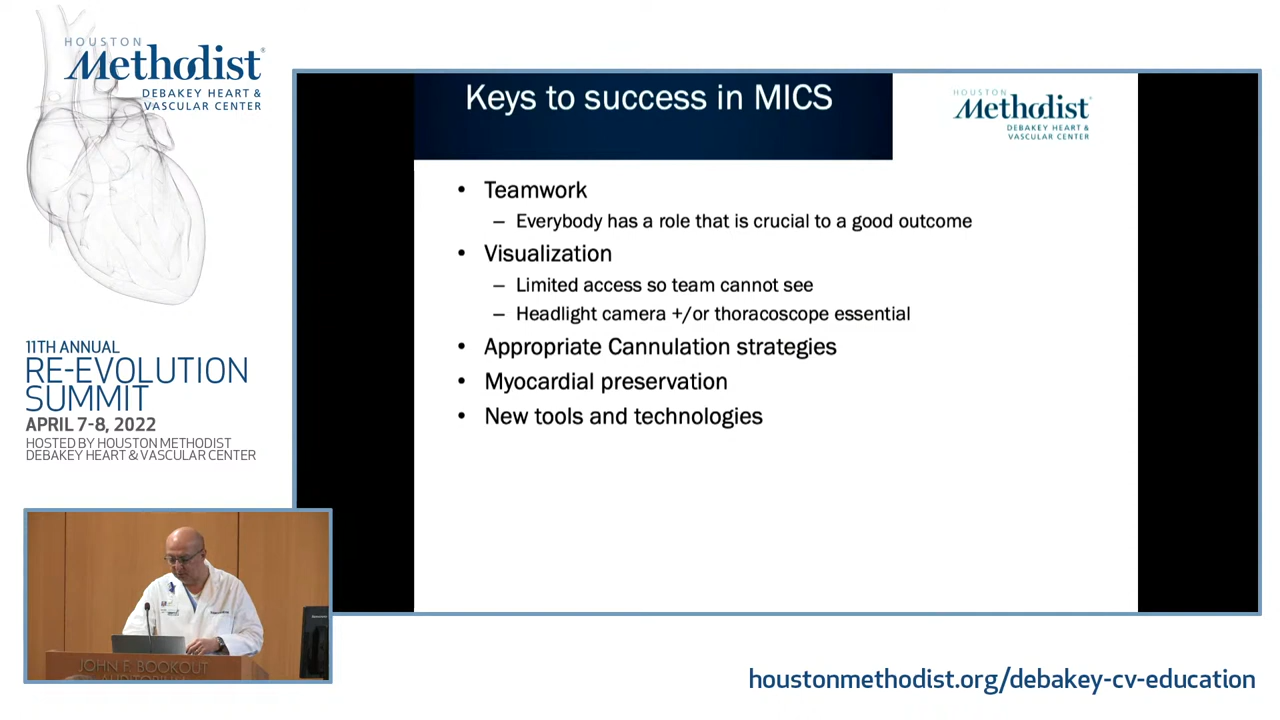 HOUSTON
Methodist
DEBAKEY HEART &
VASCULAR CENTER
11TH ANNUAL
RE-EVOLUTION
SUMMIT
APRIL 7-8, 2022
HOSTED BY HOUSTON METHODIST
DEBAKEY HEART & VASCULAR CENTER
Keys to success in MICS
HOUSTON
Methodist
DEBAKEY HEART &
VASCULAR CENTER
• Teamwork
– Everybody has a role that is crucial to a good outcome
• Visualization
– Limited access so team cannot see
– Headlight camera +/or thoracoscope essential
• Appropriate Cannulation strategies
• Myocardial preservation
• New tools and technologies
JOHN F. BOOKOUT
AUDITORIUM
houstonmethodist.org/debakey-cv-education